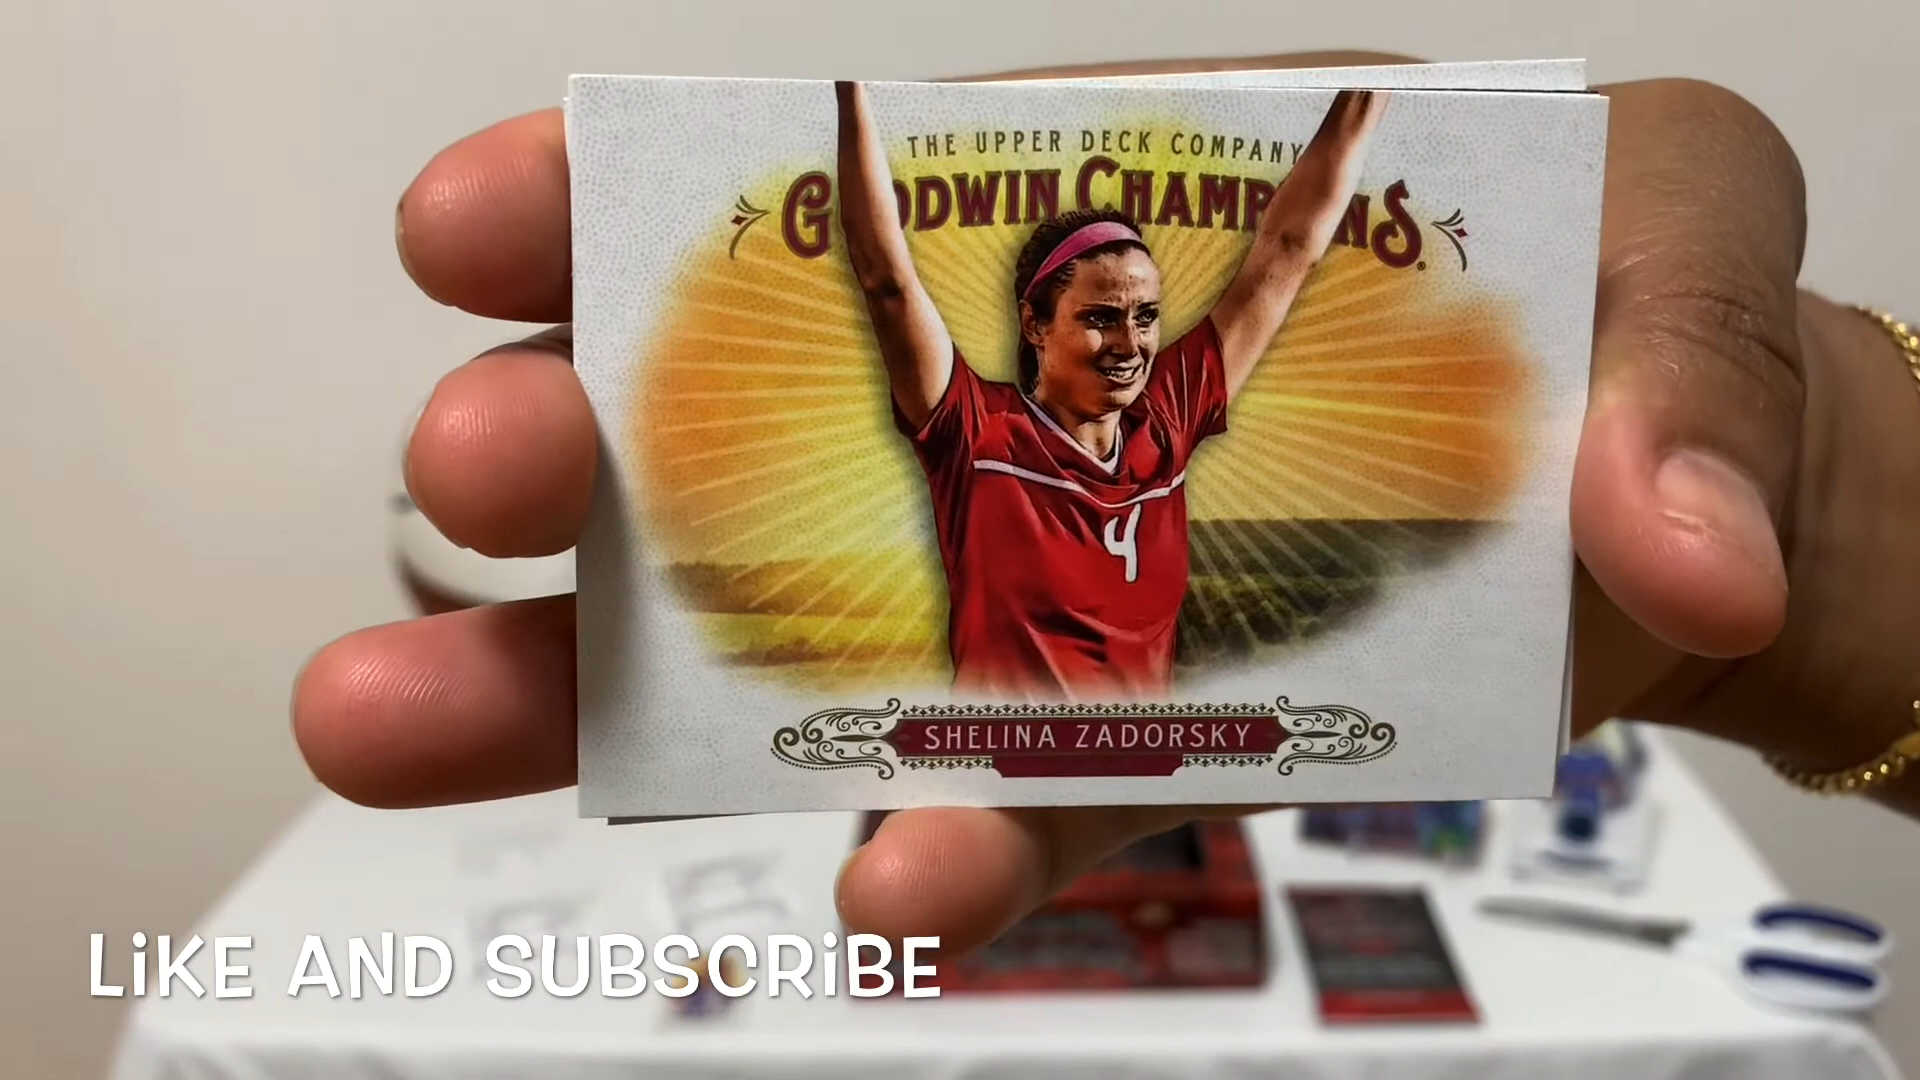 THE UPPER DECK COMPANY
GOODWIN CHAMPIONS
4
SHELINA ZADORSKY
LiKE AND SUBSCRiBE